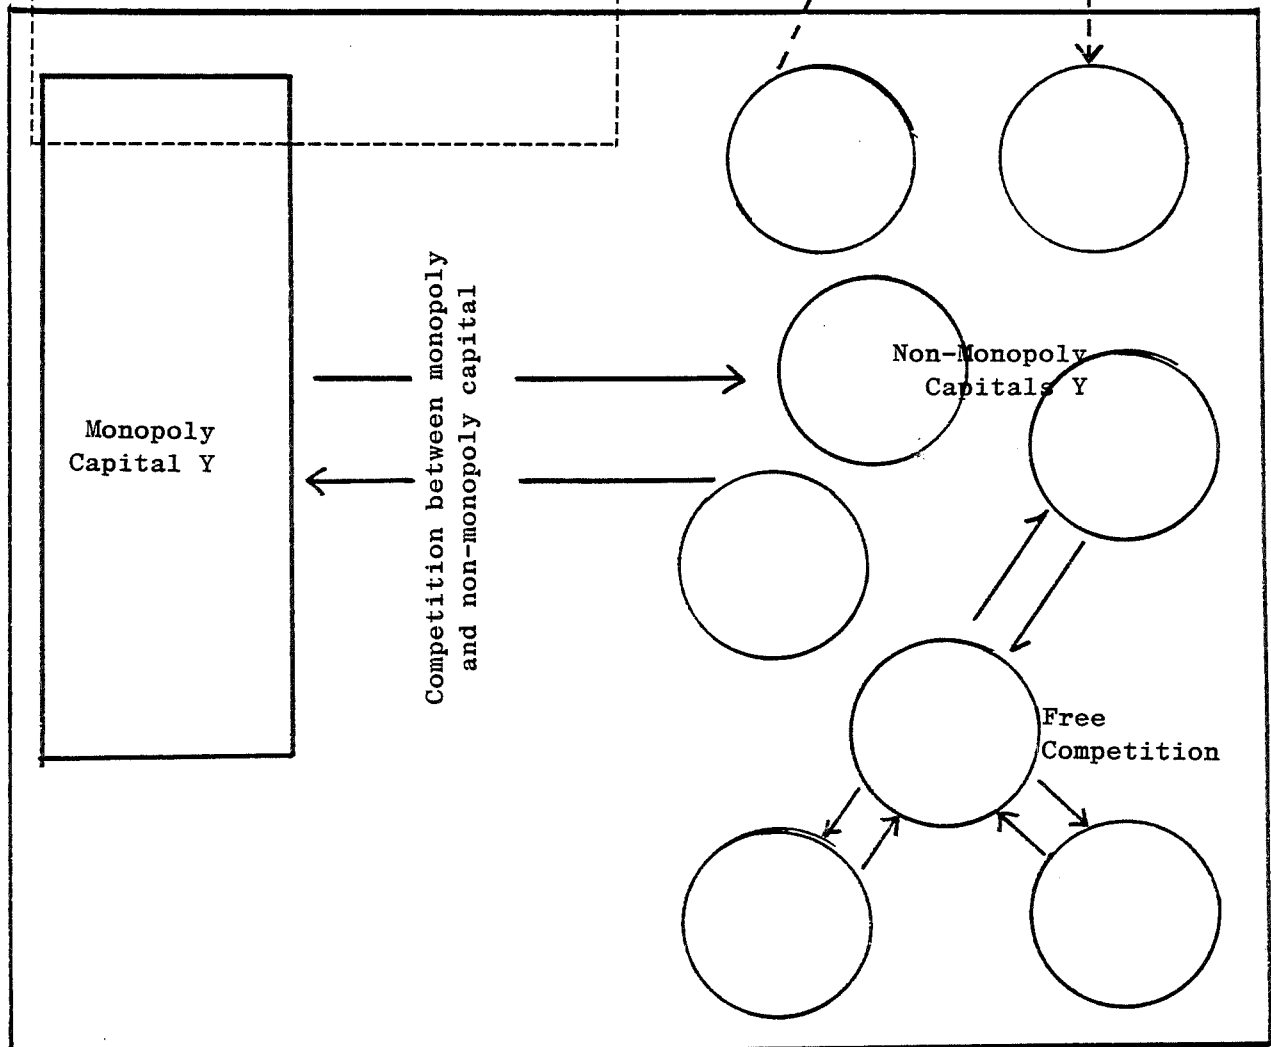 Monopoly
Capital Y
Competition between monopoly
and non-monopoly capital
Non-Monopoly
Capitals Y
Free
Competition